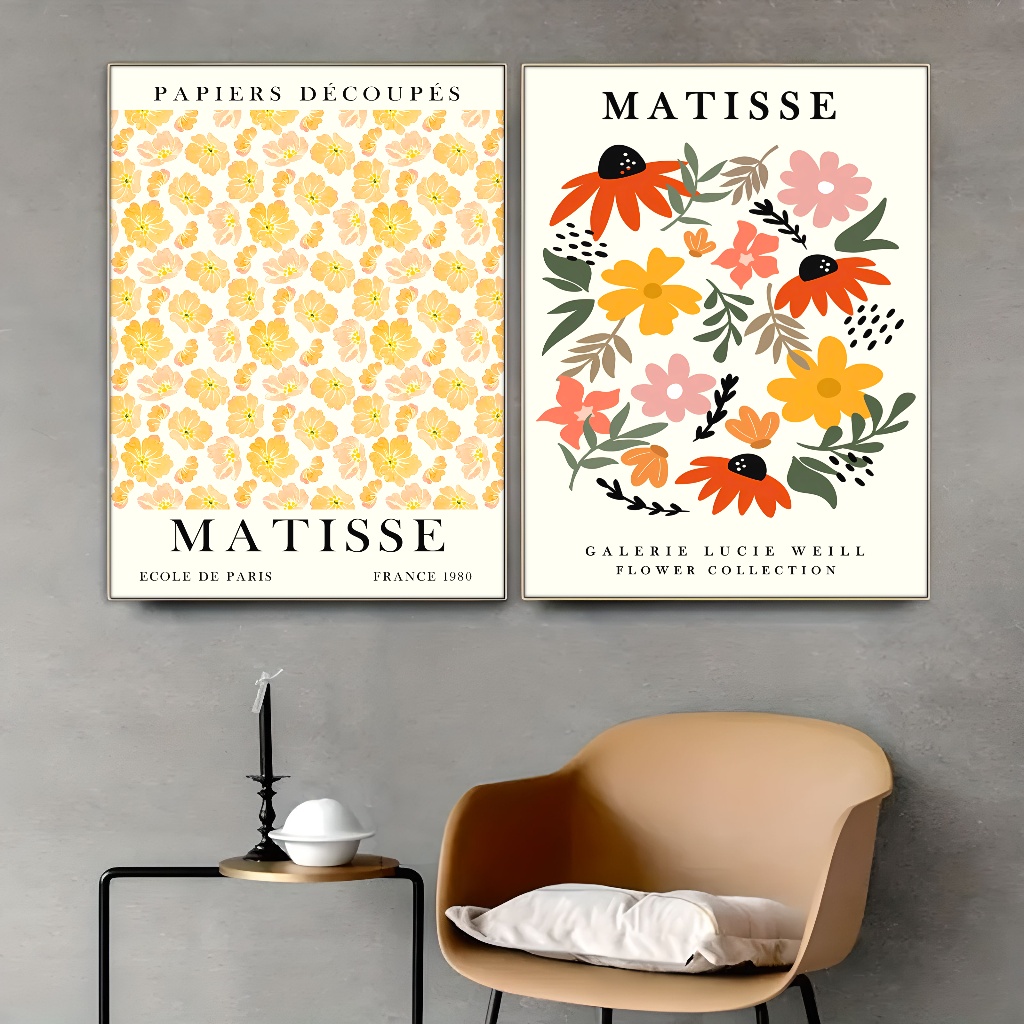 PAPIERS DÉCOUPÉS
MATISSE
ECOLE DE PARIS
FRANCE 1980
MATISSE
GALERIE LUCIE WEILL
FLOWER COLLECTION